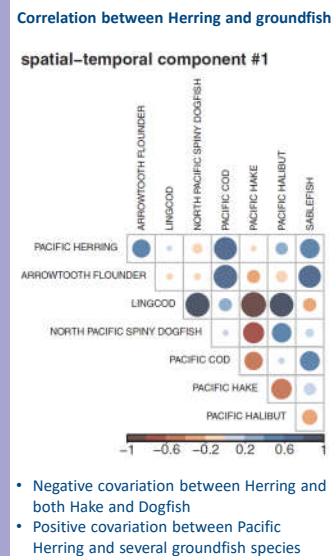 Correlation between Herring and groundfish
spatial-temporal component #1
ARROWTOOTH FLOUNDER
LINGCOD
NORTH PACIFIC SPINY DOGFISH
PACIFIC COD
PACIFIC HAKE
PACIFIC HALIBUT
SABLEFISH
PACIFIC HERRING
ARROWTOOTH FLOUNDER
LINGCOD
NORTH PACIFIC SPINY DOGFISH
PACIFIC COD
PACIFIC HAKE
PACIFIC HALIBUT
-1 -0.6 -0.2 0.2 0.6 1
• Negative covariation between Herring and
both Hake and Dogfish
• Positive covariation between Pacific
Herring and several groundfish species